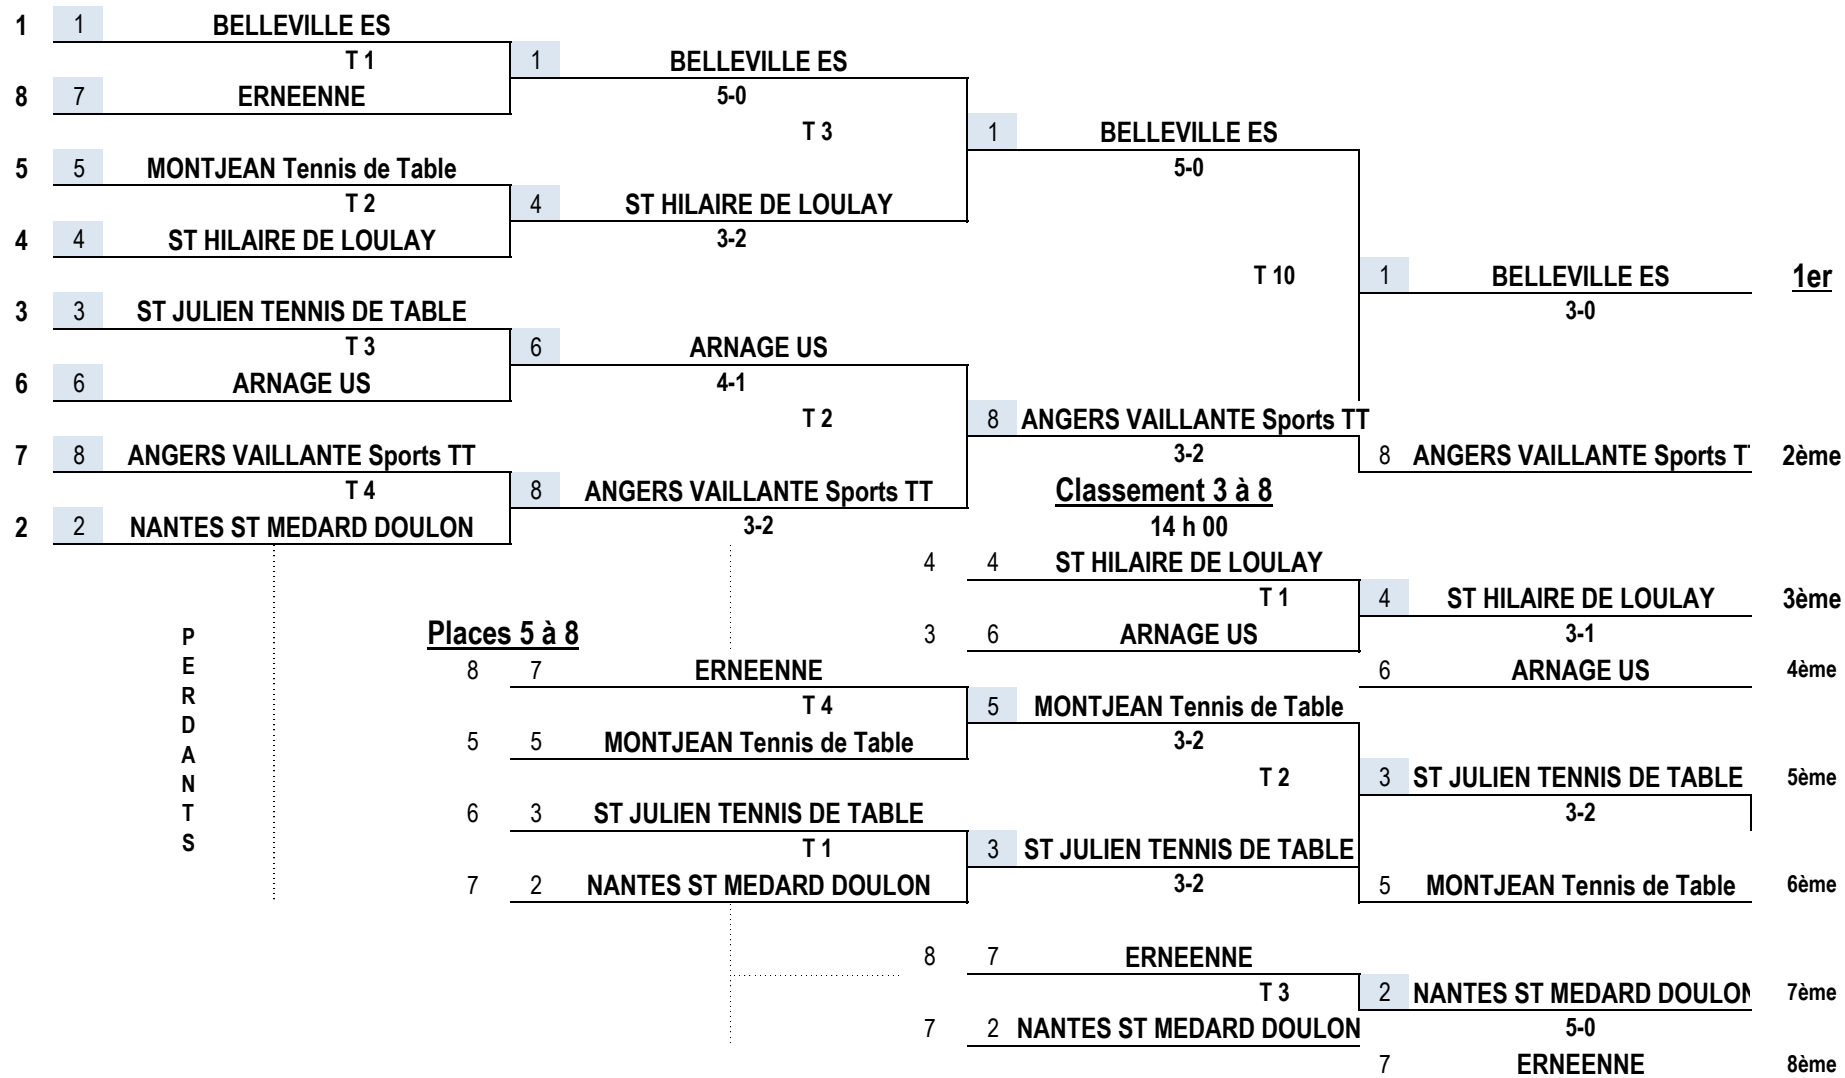 1 1 BELLEVILLE ES
T 1 1 BELLEVILLE ES
8 7 ERNEENNE 5-0
T 3 1 BELLEVILLE ES
5 5 MONTJEAN Tennis de Table 5-0
T 2 4 ST HILAIRE DE LOULAY
4 4 ST HILAIRE DE LOULAY 3-2
T 10 1 BELLEVILLE ES 1er
3 3 ST JULIEN TENNIS DE TABLE 3-0
T 3 6 ARNAGE US
6 6 ARNAGE US 4-1
T 2 8 ANGERS VAILLANTE Sports TT
7 8 ANGERS VAILLANTE Sports TT 3-2 8 ANGERS VAILLANTE Sports T 2ème
T 4 8 ANGERS VAILLANTE Sports TT Classement 3 à 8
2 2 NANTES ST MEDARD DOULON 3-2 14 h 00
4 4 ST HILAIRE DE LOULAY
T 1 4 ST HILAIRE DE LOULAY 3ème
P Places 5 à 8 3 6 ARNAGE US 3-1
E 8 7 ERNEENNE 6 ARNAGE US 4ème
R T 4 5 MONTJEAN Tennis de Table
D
A 5 5 MONTJEAN Tennis de Table 3-2
N T 2 3 ST JULIEN TENNIS DE TABLE 5ème
T 6 3 ST JULIEN TENNIS DE TABLE 3-2
S T 1 3 ST JULIEN TENNIS DE TABLE
7 2 NANTES ST MEDARD DOULON 3-2 5 MONTJEAN Tennis de Table 6ème
8 7 ERNEENNE
T 3 2 NANTES ST MEDARD DOULON 7ème
7 2 NANTES ST MEDARD DOULON 5-0
7 ERNEENNE 8ème